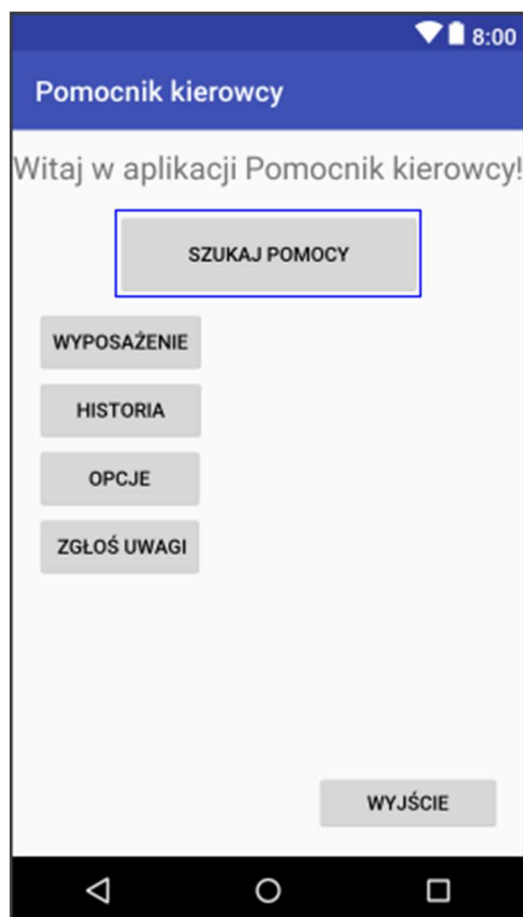 8:00
Pomocnik kierowcy
Witaj w aplikacji Pomocnik kierowcy!
SZUKAJ POMOCY
WYPOSAŻENIE
HISTORIA
OPCJE
ZGŁOŚ UWAGI
WYJŚCIE